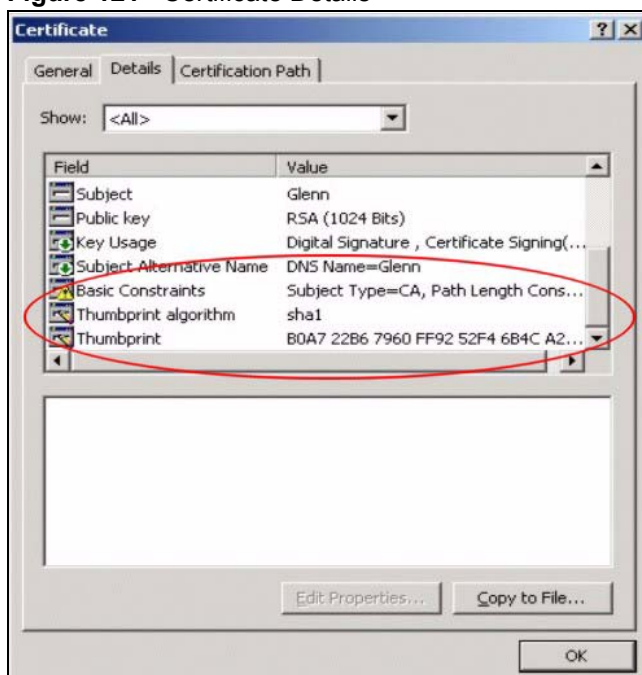 Certificate
General Details Certification Path
Show: <All>
Field Value
Subject Glenn
Public key RSA (1024 Bits)
Key Usage Digital Signature , Certificate Signing(...
Subject Alternative Name DNS Name=Glenn
Basic Constraints Subject Type=CA, Path Length Cons...
Thumbprint algorithm sha1
Thumbprint B0A7 22B6 7960 FF92 52F4 6B4C A2...
Edit Properties... Copy to File...
OK